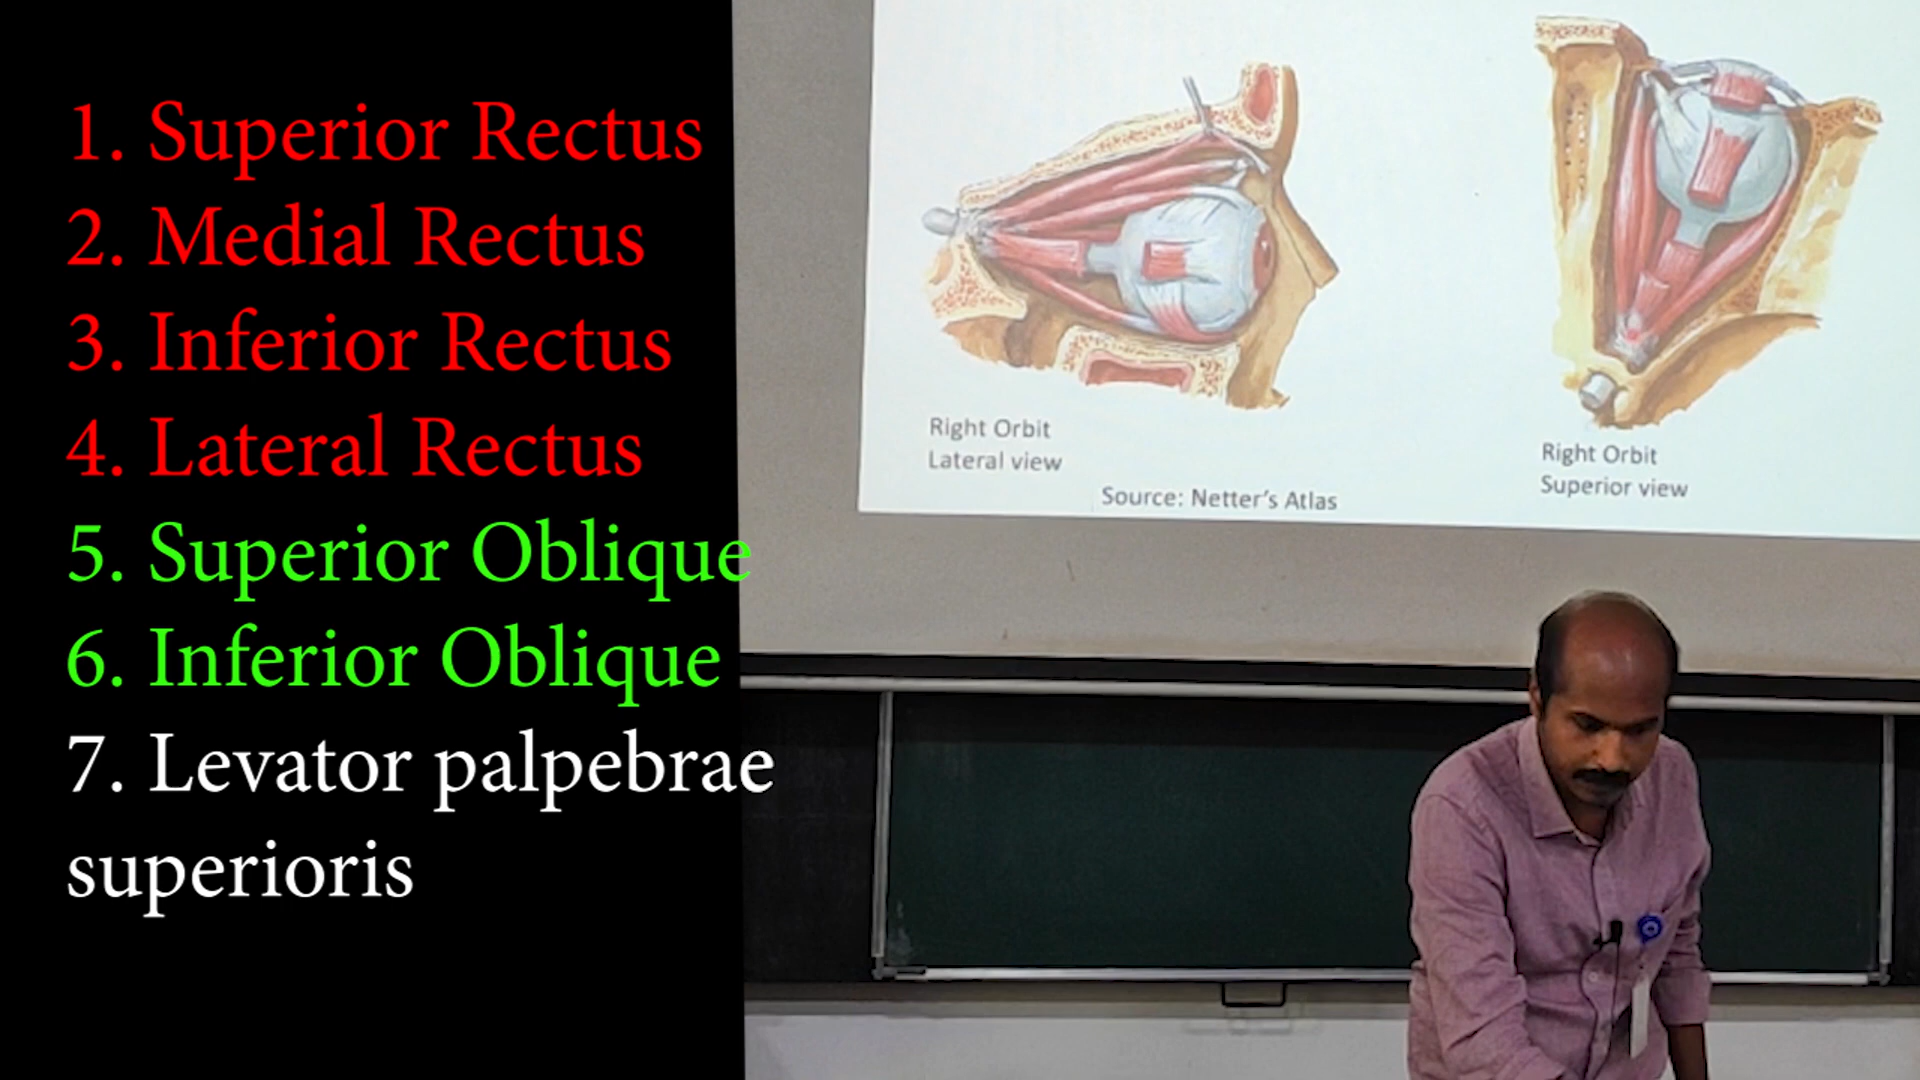 1. Superior Rectus
2. Medial Rectus
3. Inferior Rectus
4. Lateral Rectus
5. Superior Oblique
6. Inferior Oblique
7. Levator palpebrae
superioris
Right Orbit
Lateral view
Source: Netter's Atlas
Right Orbit
Superior view